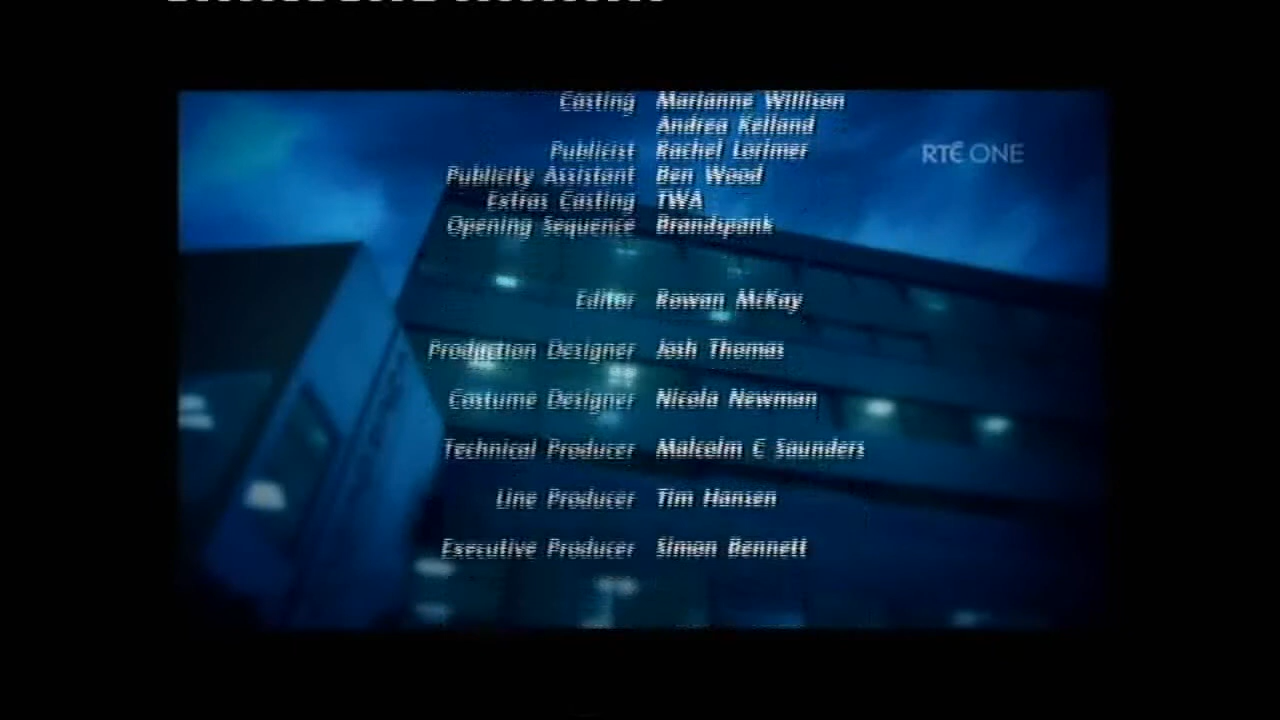 Casting Marianne Willison
Andrea Kelland
RTÉ ONE
Publicist Rachel Lorimer
Publicity Assistant Ben Wood
Extras Casting TWA
Opening Sequence Brandspank
Editor Rowan McKay
Production Designer Josh Thomas
Costume Designer Nicola Newman
Technical Producer Malcolm C Saunders
Line Producer Tim Hansen
Executive Producer Simon Bennett